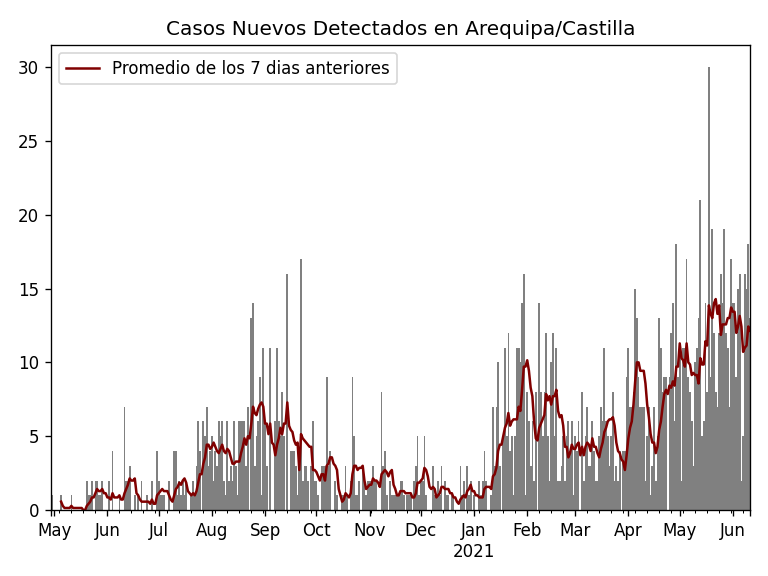 Casos Nuevos Detectados en Arequipa/Castilla
Promedio de los 7 dias anteriores
30
25
20
15
10
5
0
May Jun Jul Aug Sep Oct Nov Dec Jan Feb Mar Apr May Jun
2021